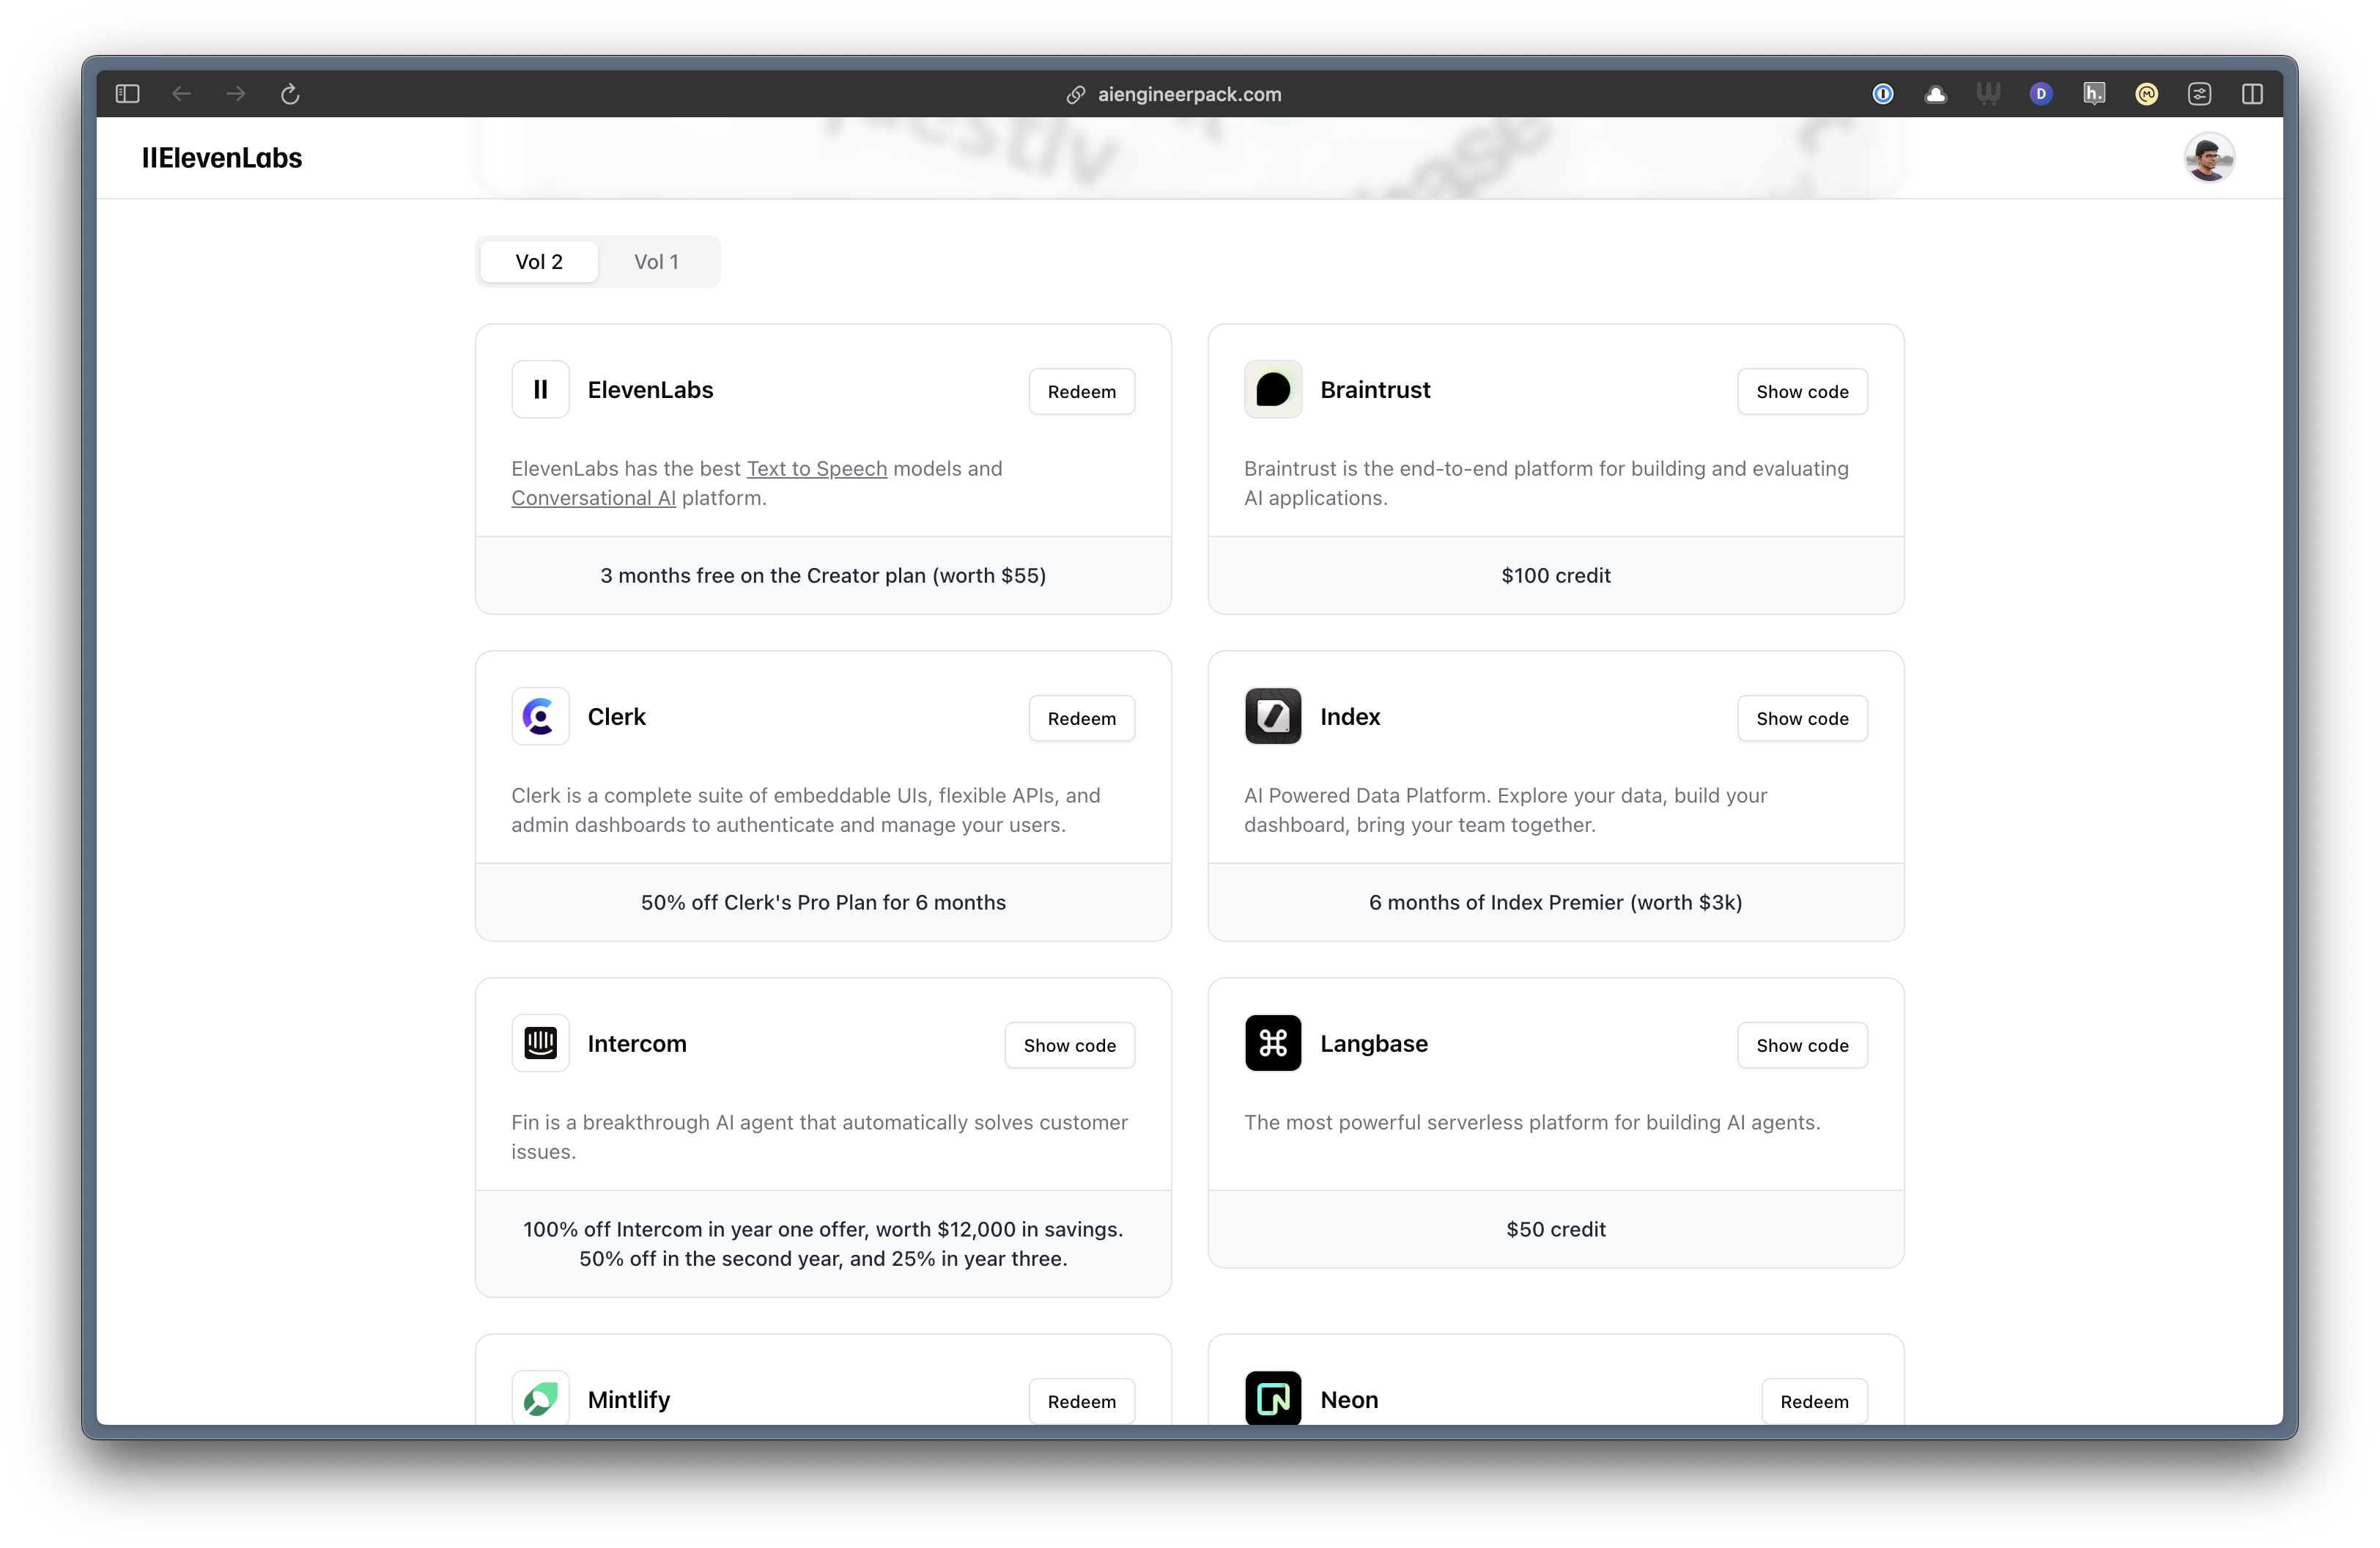 aiengineerpack.com
D
h.
IIElevenLabs
Vol 2
Vol 1
ElevenLabs
Redeem
ElevenLabs has the best Text to Speech models and
Conversational AI platform.
3 months free on the Creator plan (worth $55)
Braintrust
Show code
Braintrust is the end-to-end platform for building and evaluating
AI applications.
$100 credit
Clerk
Redeem
Clerk is a complete suite of embeddable UIs, flexible APIs, and
admin dashboards to authenticate and manage your users.
50% off Clerk's Pro Plan for 6 months
Index
Show code
AI Powered Data Platform. Explore your data, build your
dashboard, bring your team together.
6 months of Index Premier (worth $3k)
Intercom
Show code
Fin is a breakthrough AI agent that automatically solves customer
issues.
100% off Intercom in year one offer, worth $12,000 in savings.
50% off in the second year, and 25% in year three.
Langbase
Show code
The most powerful serverless platform for building AI agents.
$50 credit
Mintlify
Redeem
Neon
Redeem